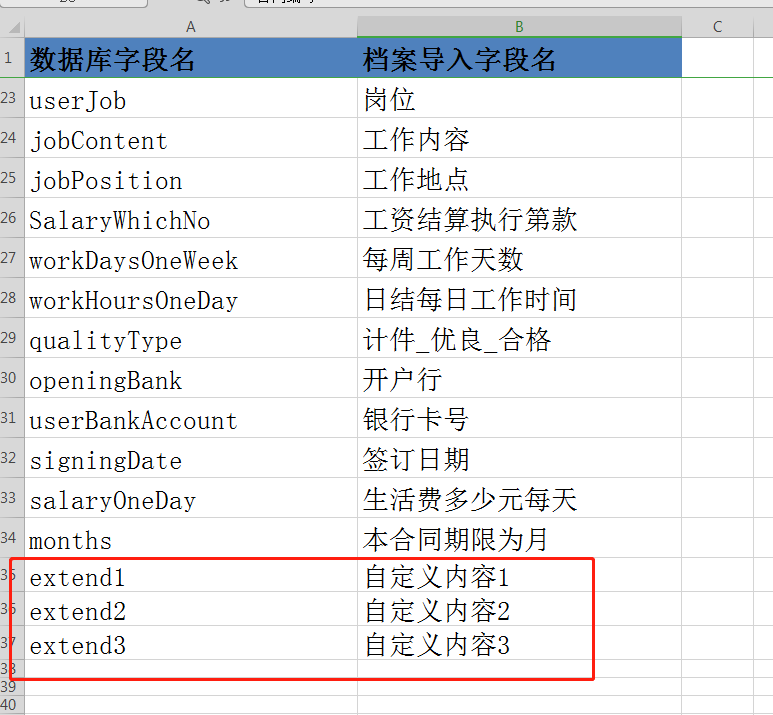 A B C
1 数据库字段名 档案导入字段名
23 userJob 岗位
24 jobContent 工作内容
25 jobPosition 工作地点
26 SalaryWhichNo 工资结算执行第款
27 workDaysOneWeek 每周工作天数
28 workHoursOneDay 日结每日工作时间
29 qualityType 计件_优良_合格
30 openingBank 开户行
31 userBankAccount 银行卡号
32 signingDate 签订日期
33 salaryOneDay 生活费多少元每天
34 months 本合同期限为月
35 extend1 自定义内容1
36 extend2 自定义内容2
37 extend3 自定义内容3
38
39
40